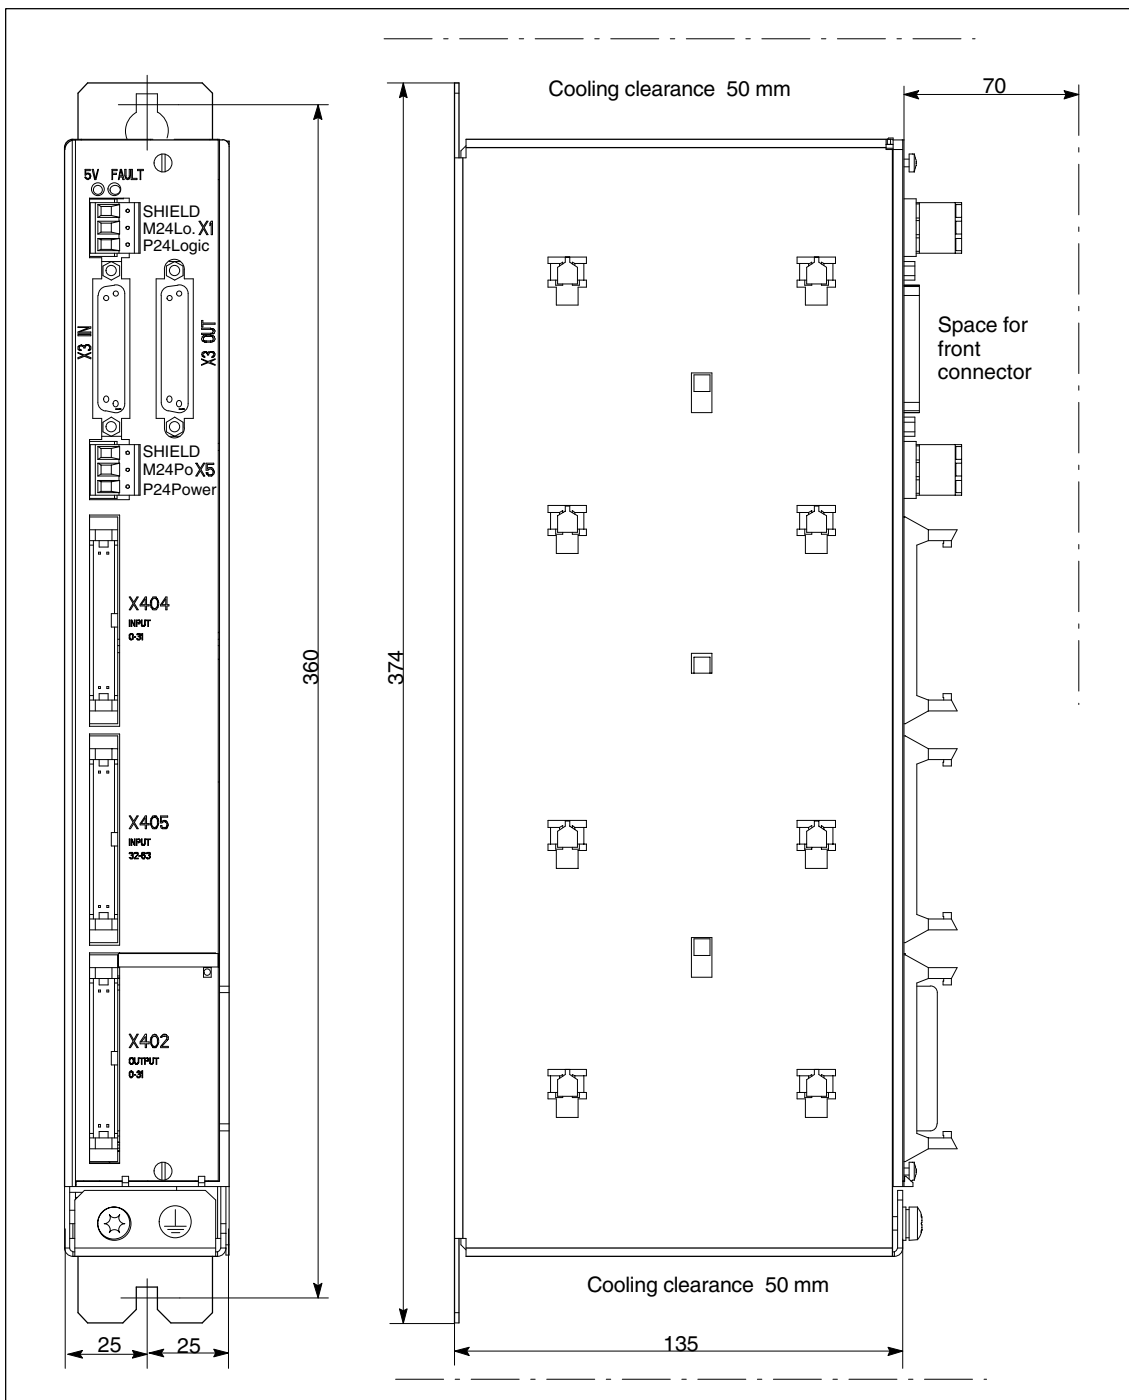 Cooling clearance 50 mm
70
5V FAULT
SHIELD
M24Lo. X1
P24Logic
X3 IN
X3 OUT
Space for
front
connector
SHIELD
M24Po X5
P24Power
X404
INPUT
0-31
360
374
X405
INPUT
32-63
X402
OUTPUT
0-31
Cooling clearance 50 mm
25
25
135